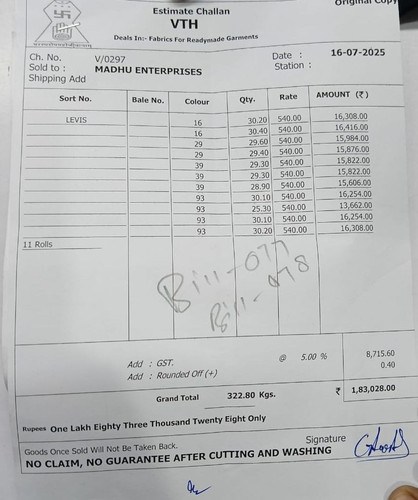 Estimate Challan
Original Copy
VTH
Deals In:- Fabrics For Readymade Garments
Ch. No. V/0297 Date : 16-07-2025
Sold to : MADHU ENTERPRISES Station :
Shipping Add
Sort No. Bale No. Colour Qty. Rate AMOUNT (₹)
LEVIS 16 30.20 540.00 16,308.00
16 30.40 540.00 16,416.00
29 29.60 540.00 15,984.00
29 29.40 540.00 15,876.00
39 29.30 540.00 15,822.00
39 29.30 540.00 15,822.00
39 28.90 540.00 15,606.00
93 30.10 540.00 16,254.00
93 25.30 540.00 13,662.00
93 30.10 540.00 16,254.00
93 30.20 540.00 16,308.00
11 Rolls
Bill-077
Bill-078
Add : GST. @ 5.00 % 8,715.60
Add : Rounded Off (+) 0.40
Grand Total 322.80 Kgs. ₹ 1,83,028.00
Rupees One Lakh Eighty Three Thousand Twenty Eight Only
Goods Once Sold Will Not Be Taken Back. Signature
NO CLAIM, NO GUARANTEE AFTER CUTTING AND WASHING